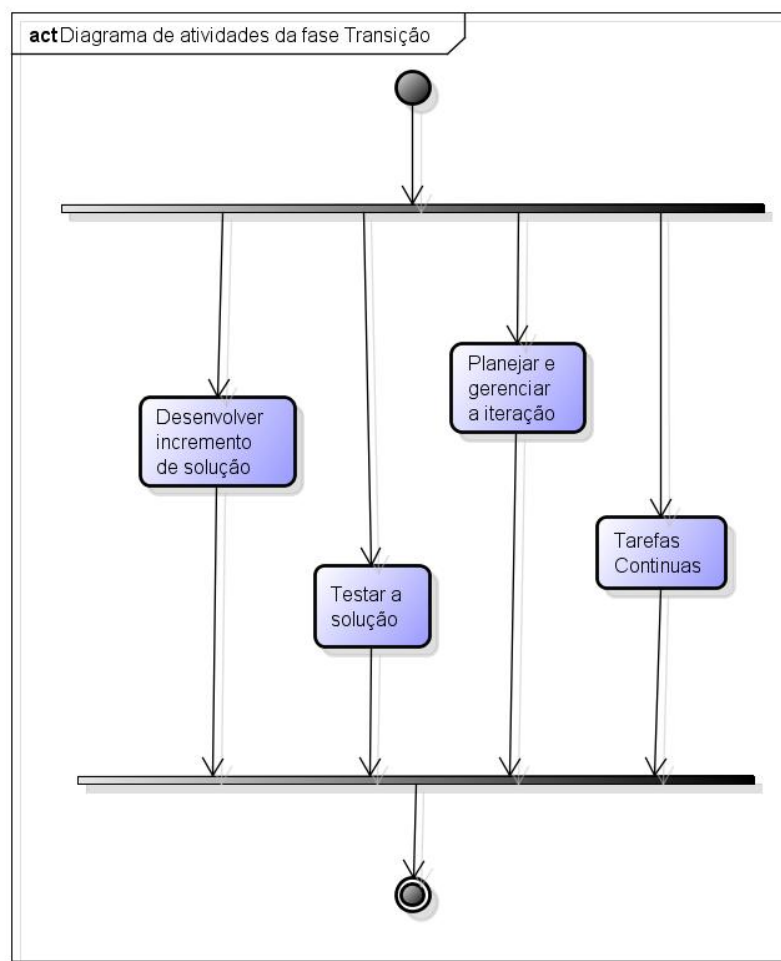 act Diagrama de atividades da fase Transição
Planejar e
gerenciar
a iteração
Desenvolver
incremento
de solução
Tarefas
Continuas
Testar a
solução